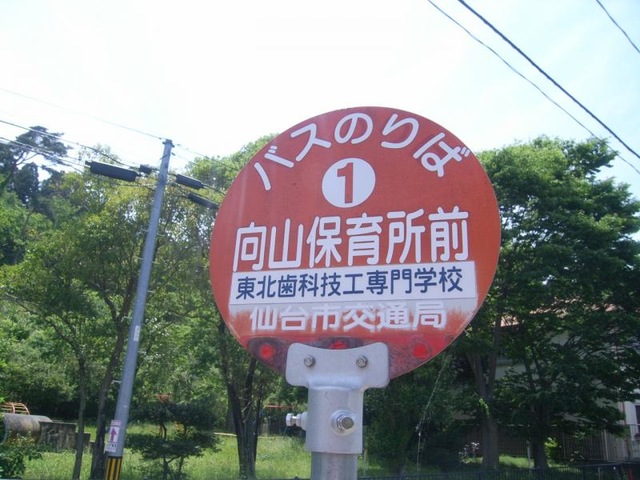 バスのりば
1
向山保育所前
東北歯科技工専門学校
仙台市交通局